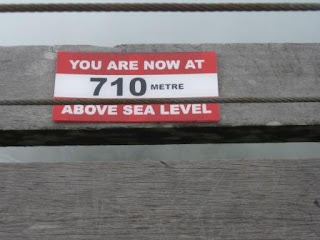 YOU ARE NOW AT
710 METRE
ABOVE SEA LEVEL